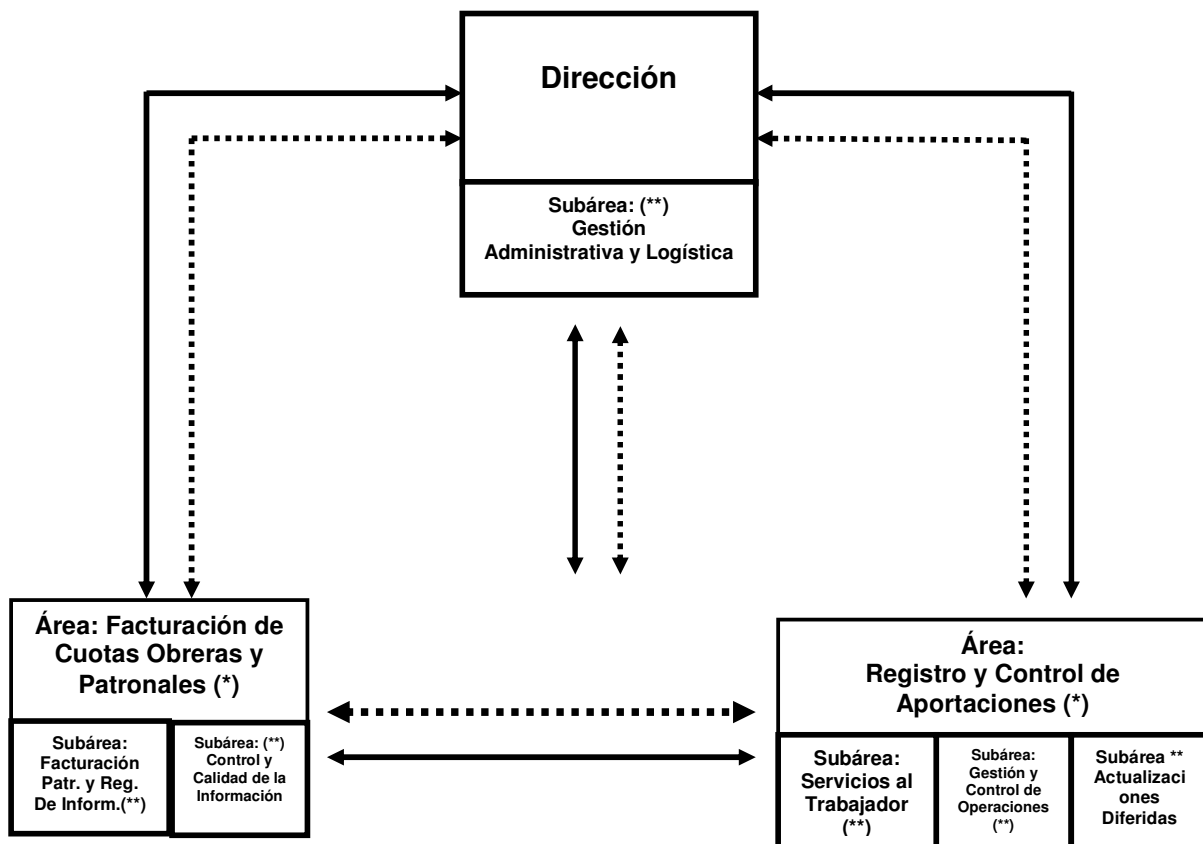 Dirección
Subárea: (**)
Gestión
Administrativa y Logística
Área: Facturación de
Cuotas Obreras y
Patronales (*)
Subárea:
Facturación
Patr. y Reg.
De Inform.(**)
Subárea: (**)
Control y
Calidad de la
Información
Área:
Registro y Control de
Aportaciones (*)
Subárea:
Servicios al
Trabajador
(**)
Subárea:
Gestión y
Control de
Operaciones
(**)
Subárea **
Actualizaci
ones
Diferidas